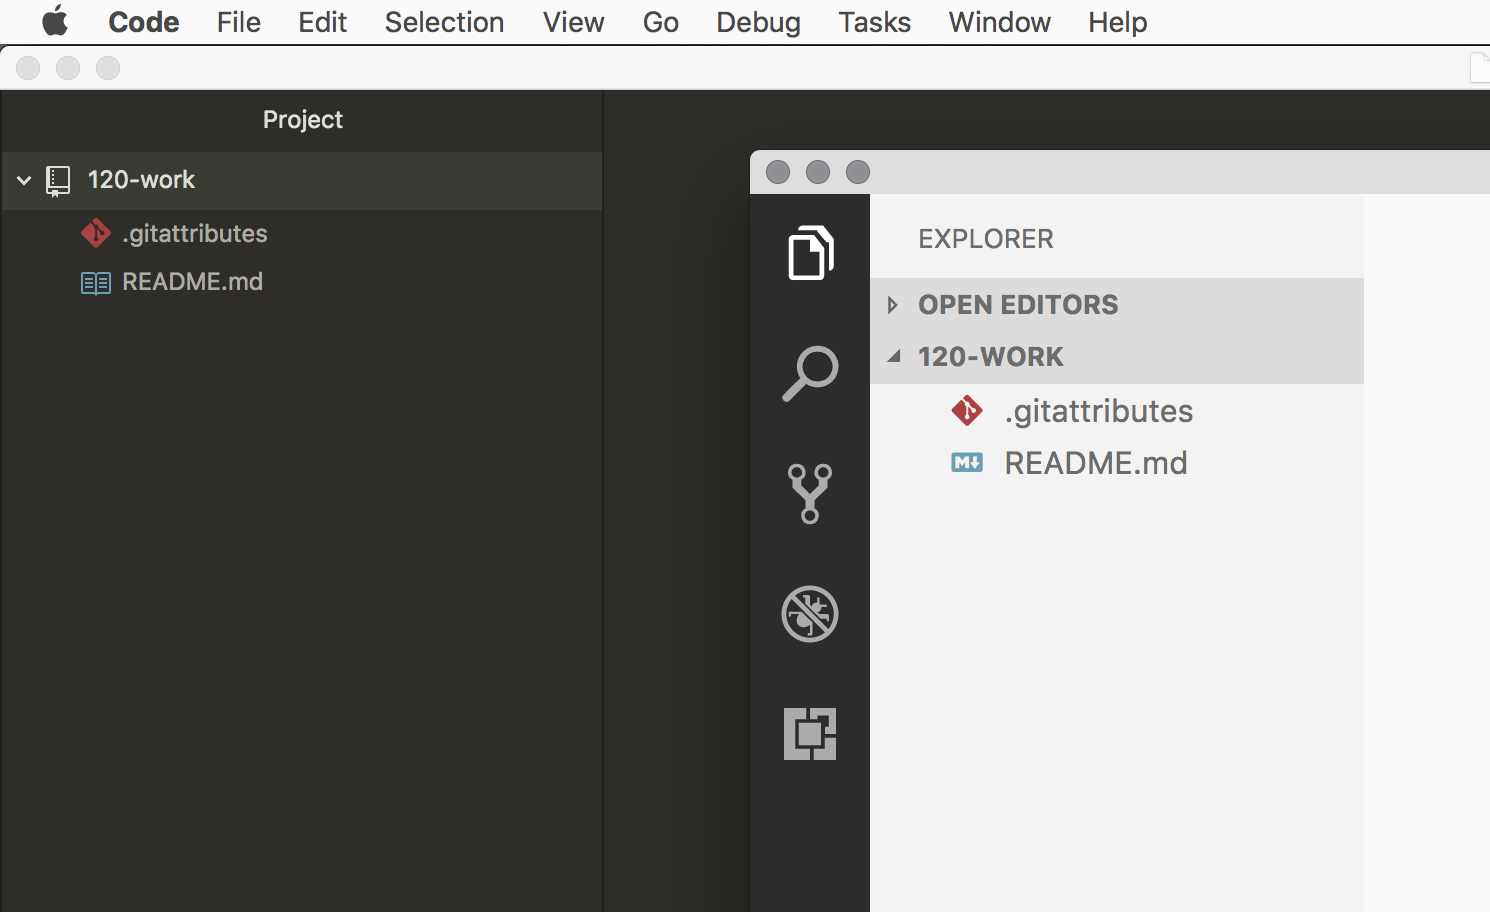 Code File Edit Selection View Go Debug Tasks Window Help
Project
120-work
.gitattributes
README.md
EXPLORER
OPEN EDITORS
120-WORK
.gitattributes
M README.md